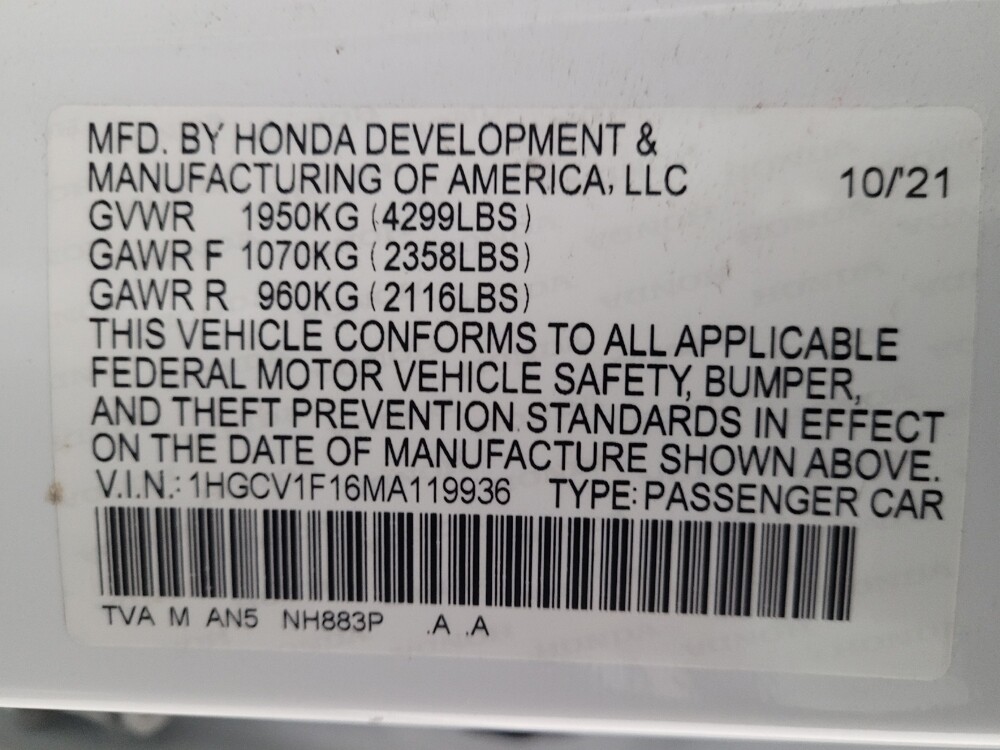 MFD. BY HONDA DEVELOPMENT &
MANUFACTURING OF AMERICA, LLC 10/'21
GVWR 1950KG (4299LBS)
GAWR F 1070KG (2358LBS)
GAWR R 960KG (2116LBS)
THIS VEHICLE CONFORMS TO ALL APPLICABLE
FEDERAL MOTOR VEHICLE SAFETY, BUMPER,
AND THEFT PREVENTION STANDARDS IN EFFECT
ON THE DATE OF MANUFACTURE SHOWN ABOVE.
V.I.N.: 1HGCV1F16MA119936 TYPE: PASSENGER CAR
TVA M AN5 NH883P .A .A